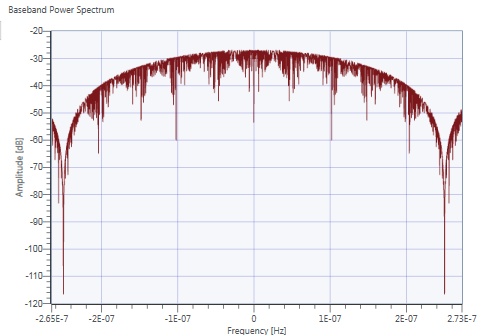 Baseband Power Spectrum
-20
-30
-40
-50
-60
-70
-80
-90
-100
-110
-120
Amplitude [dB]
-2.65E-7
-2E-07
-1E-07
0
1E-07
2E-07
2.73E-7
Frequency [Hz]